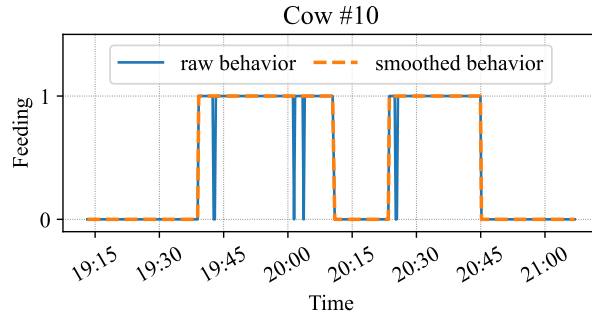 Cow #10
raw behavior smoothed behavior
1
Feeding
0
19:15 19:30 19:45 20:00 20:15 20:30 20:45 21:00
Time